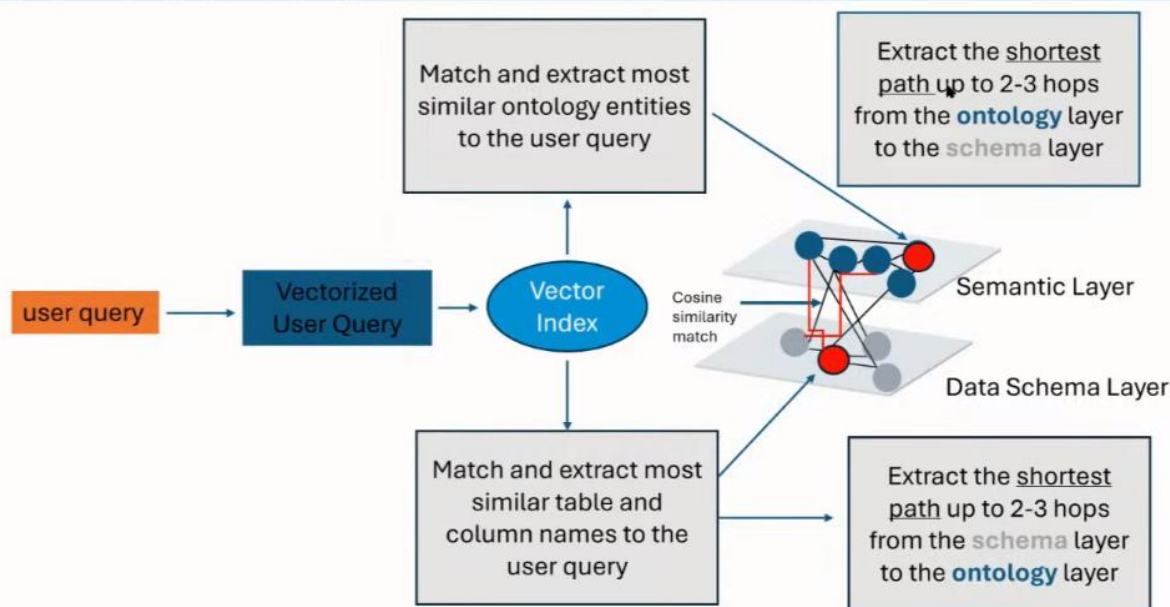 Match and extract most
similar ontology entities
to the user query
Extract the shortest
path up to 2-3 hops
from the ontology layer
to the schema layer
user query
Vectorized
User Query
Vector
Index
Cosine
similarity
match
Semantic Layer
Data Schema Layer
Match and extract most
similar table and
column names to the
user query
Extract the shortest
path up to 2-3 hops
from the schema layer
to the ontology layer